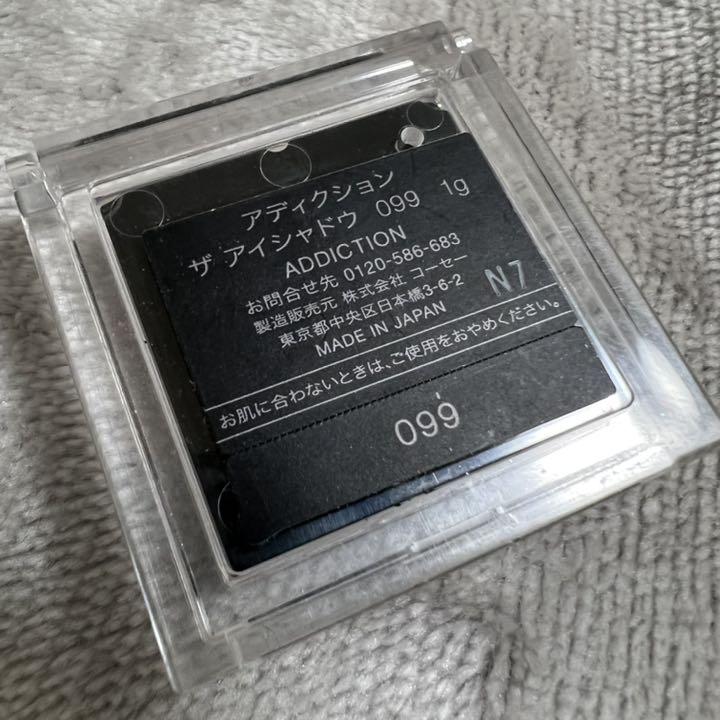 アディクション
ザ アイシャドウ 099 1g
ADDICTION
お問合せ先 0120-586-683
製造販売元 株式会社 コーセー
東京都中央区日本橋3-6-2
MADE IN JAPAN
N7
お肌に合わないときは、ご使用をおやめください。
099